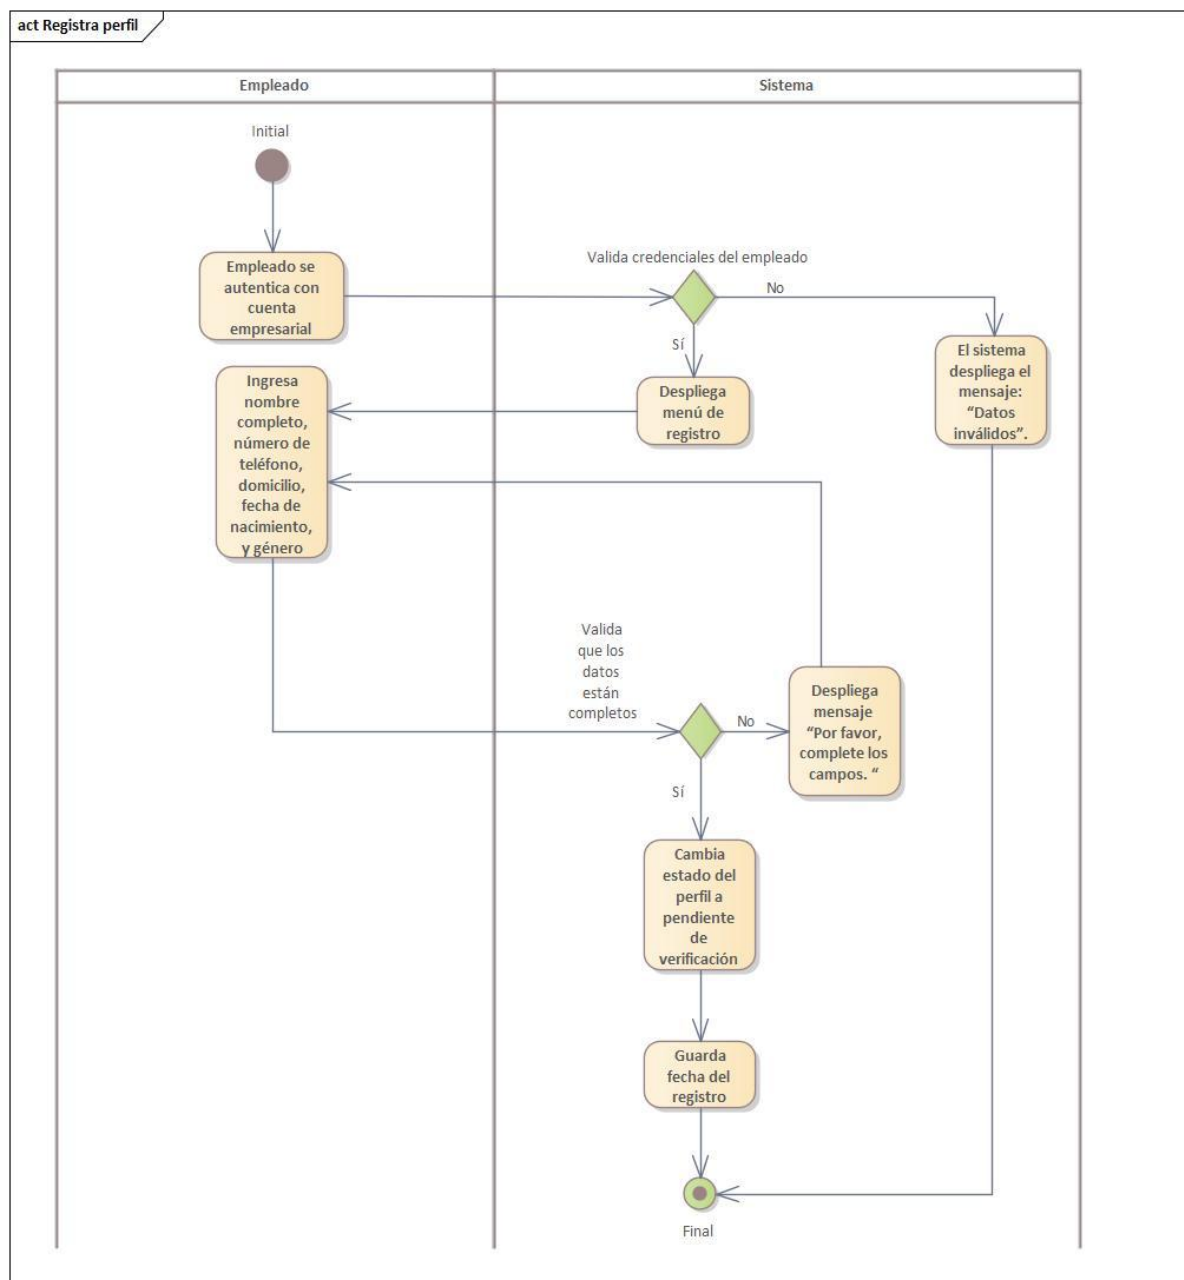 act Registra perfil
Empleado
Sistema
Initial
Empleado se
autentica con
cuenta
empresarial
Valida credenciales del empleado
No
Sí
El sistema
despliega el
mensaje:
“Datos
inválidos”.
Despliega
menú de
registro
Ingresa
nombre
completo,
número de
teléfono,
domicilio,
fecha de
nacimiento,
y género
Valida
que los
datos
están
completos
No
Despliega
mensaje
“Por favor,
complete los
campos. “
Sí
Cambia
estado del
perfil a
pendiente
de
verificación
Guarda
fecha del
registro
Final